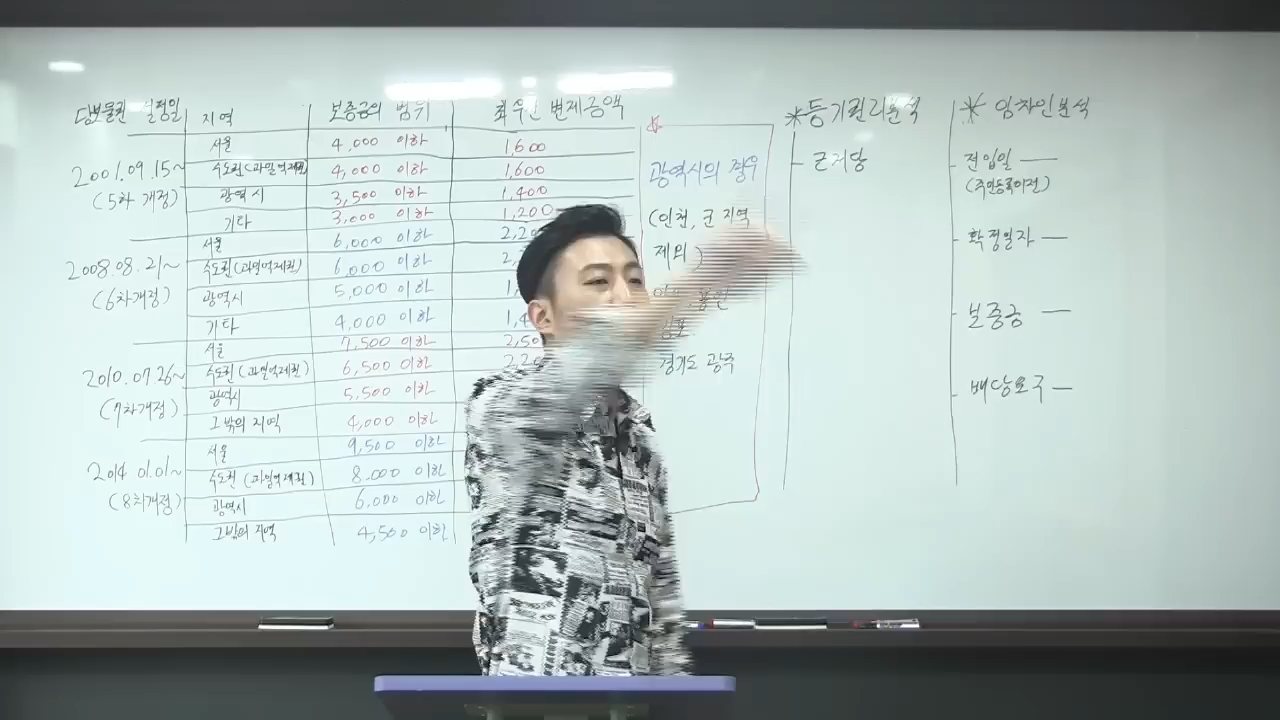 담보물권 설정일 지역 보증금의 범위 최우선 변제금액
서울 4,000 이하 1,600
2001.09.15~ 수도권(과밀억제권) 4,000 이하 1,600
(5차 개정) 광역시 3,500 이하 1,400
기타 3,000 이하 1,200
서울 6,000 이하
2008.08.21~ 수도권(과밀억제권) 6,000 이하
(6차개정) 광역시 5,000 이하
기타 4,000 이하
서울 7,500 이하
2010.07.26~ 수도권(과밀억제권) 6,500 이하
(7차개정) 광역시 5,500 이하
그밖의 지역 4,000 이하
서울 9,500 이하
2014.01.01~ 수도권(과밀억제권) 8.000 이하
(8차개정) 광역시 6,000 이하
그밖의 지역 4,500 이하
광역시의 경우
(인천, 군 지역
제외)
경기도 광주
*등기권리분석
- 근저당
* 임차인분석
- 전입일 —
(주민등록이전)
- 확정일자 —
- 보증금 —
- 배당요구 —